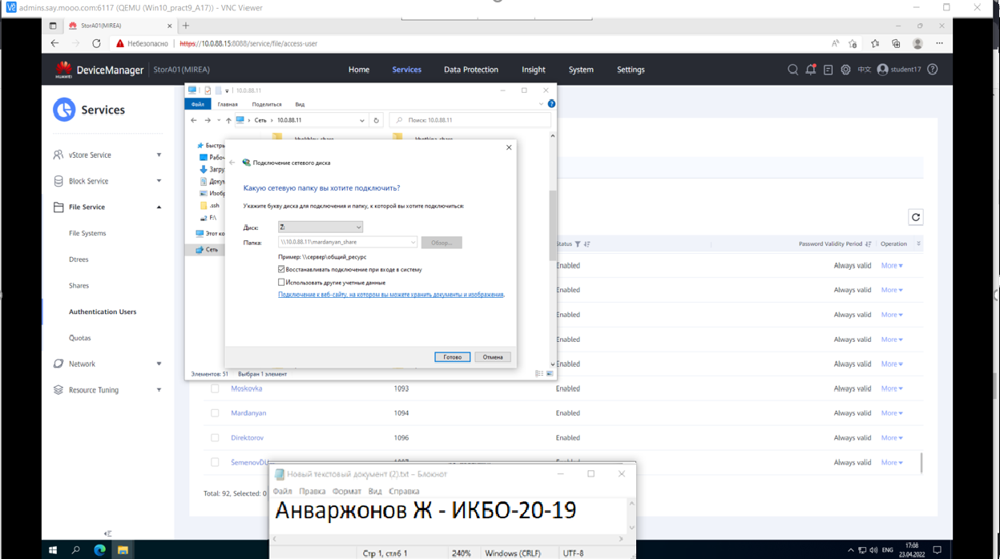 admins.say.mooo.com:6117 (QEMU (Win10_pract9_A17)) - VNC Viewer
StorA01(MIREA)
Небезопасно
https://10.0.88.15:8088/service/file/access-user
HUAWEI
DeviceManager
StorA01(MIREA)
Home
Services
Data Protection
Insight
System
Settings
中文
student17
Services
vStore Service
Block Service
File Service
File Systems
Dtrees
Shares
Authentication Users
Quotas
Network
Resource Tuning
10.0.88.11
Файл
Главная
Поделиться
Вид
Сеть
10.0.88.11
Поиск: 10.0.88.11
Быстры
Рабоч
Загру
Докум
Изобр
.ssh
F:\
Этот ко
Сеть
Подключение сетевого диска
Какую сетевую папку вы хотите подключить?
Укажите букву диска для подключения и папку, к которой вы хотите подключиться:
Диск:
Z:
Папка:
\\10.0.88.11\mardanyan_share
Обзор...
Пример: \\сервер\общий_ресурс
Восстанавливать подключение при входе в систему
Использовать другие учетные данные
Подключение к веб-сайту, на котором вы можете хранить документы и изображения.
Готово
Отмена
Элементов: 51
Выбран 1 элемент
Status
Password Validity Period
Operation
Enabled
Always valid
More
Enabled
Always valid
More
Enabled
Always valid
More
Enabled
Always valid
More
Enabled
Always valid
More
Moskovka
1093
Enabled
Always valid
More
Mardanyan
1094
Enabled
Always valid
More
Direktorov
1096
Enabled
Always valid
More
SemenovDU
Always valid
More
Total: 92, Selected: 0
Новый текстовый документ (2).txt – Блокнот
Файл
Правка
Формат
Вид
Справка
Анваржонов Ж - ИКБО-20-19
Стр 1, стлб 1
240%
Windows (CRLF)
UTF-8
ENG
17:08
23.04.2022